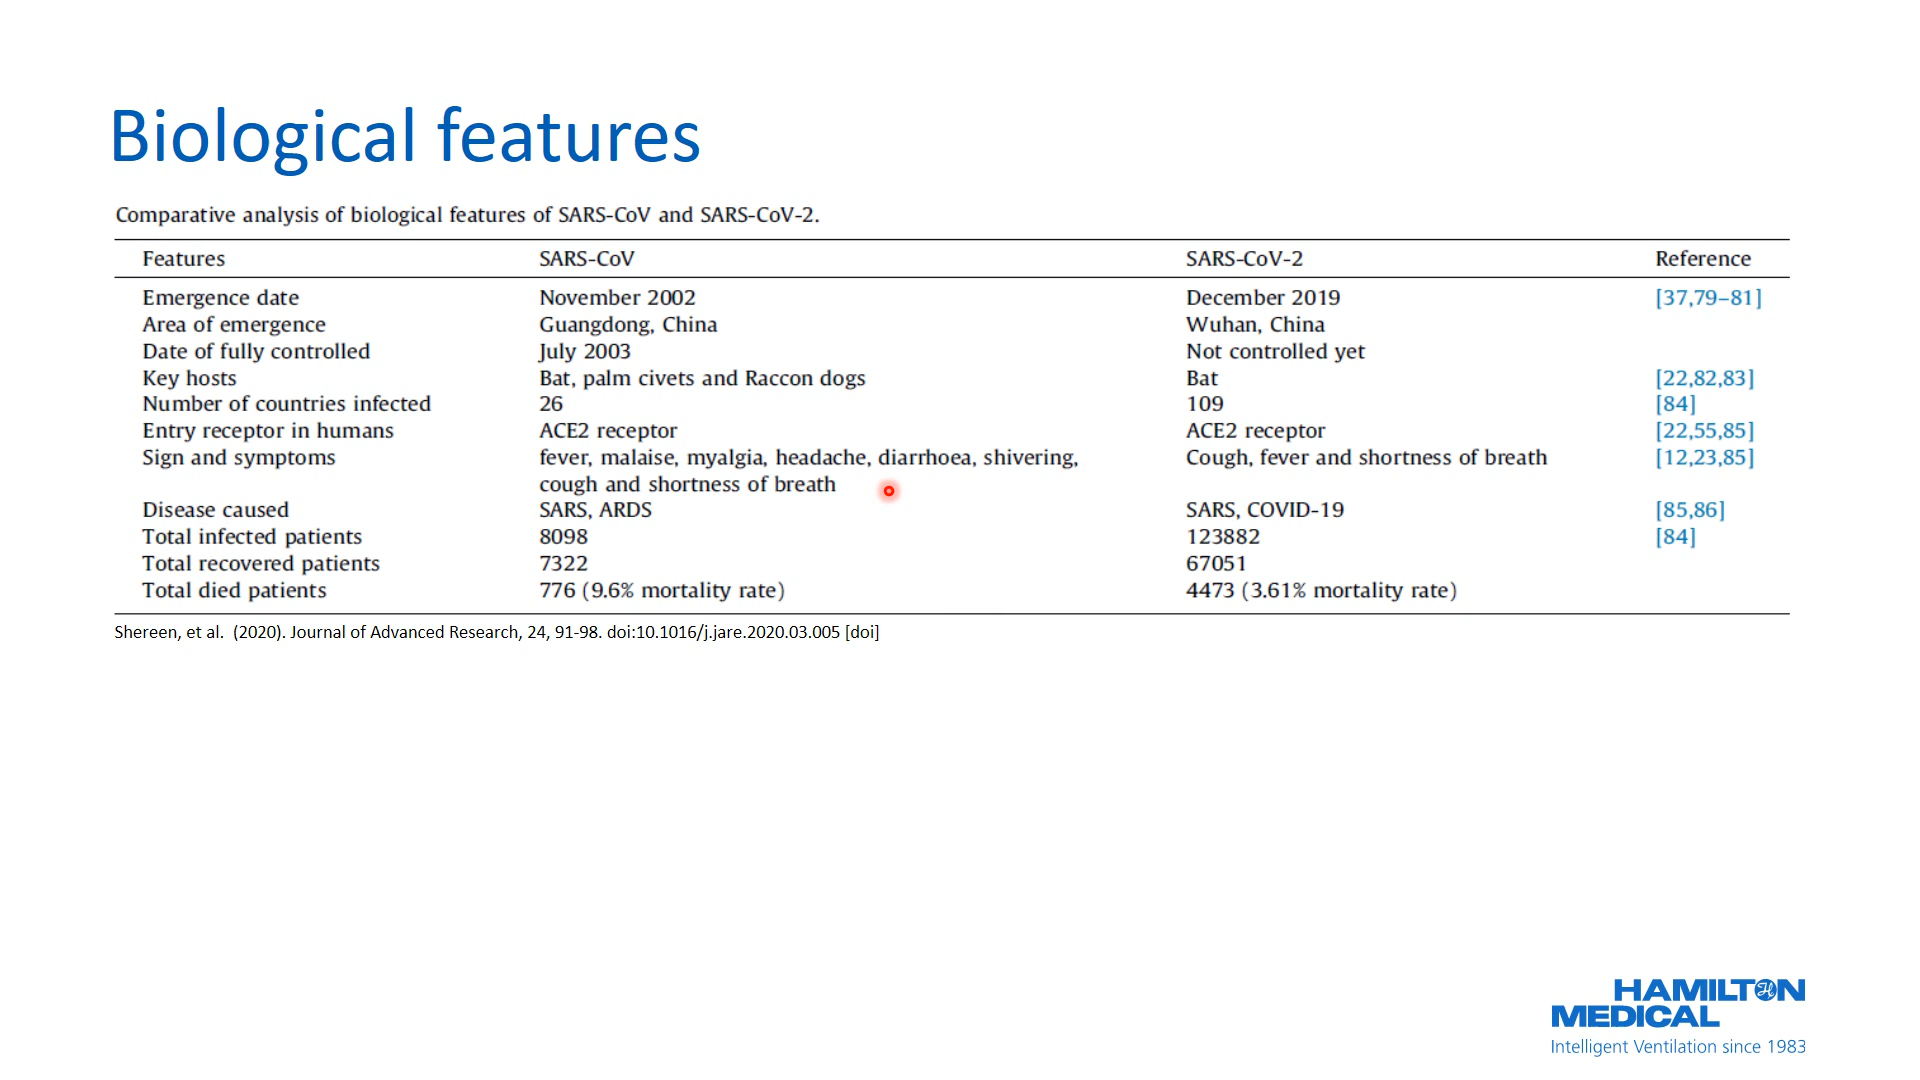 Biological features
Comparative analysis of biological features of SARS-CoV and SARS-CoV-2.
Features SARS-CoV SARS-CoV-2 Reference
Emergence date November 2002 December 2019 [37,79–81]
Area of emergence Guangdong, China Wuhan, China
Date of fully controlled July 2003 Not controlled yet
Key hosts Bat, palm civets and Raccon dogs Bat [22,82,83]
Number of countries infected 26 109 [84]
Entry receptor in humans ACE2 receptor ACE2 receptor [22,55,85]
Sign and symptoms fever, malaise, myalgia, headache, diarrhoea, shivering, Cough, fever and shortness of breath [12,23,85]
cough and shortness of breath
Disease caused SARS, ARDS SARS, COVID-19 [85,86]
Total infected patients 8098 123882 [84]
Total recovered patients 7322 67051
Total died patients 776 (9.6% mortality rate) 4473 (3.61% mortality rate)
Shereen, et al. (2020). Journal of Advanced Research, 24, 91-98. doi:10.1016/j.jare.2020.03.005 [doi]
HAMILTON
MEDICAL
Intelligent Ventilation since 1983